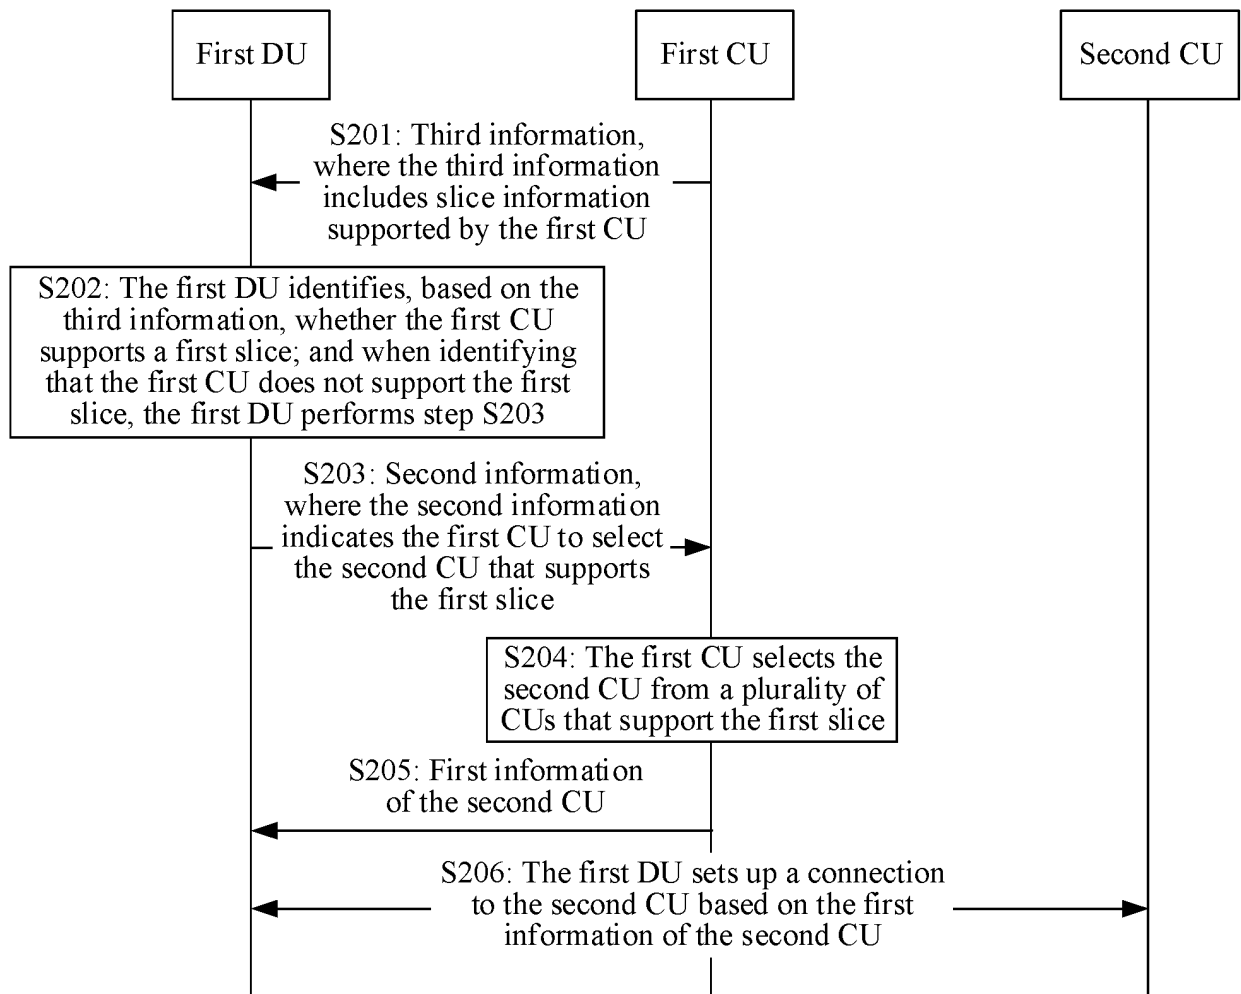 First DU
First CU
Second CU
S201: Third information,
where the third information
includes slice information
supported by the first CU
S202: The first DU identifies, based on the
third information, whether the first CU
supports a first slice; and when identifying
that the first CU does not support the first
slice, the first DU performs step S203
S203: Second information,
where the second information
indicates the first CU to select
the second CU that supports
the first slice
S204: The first CU selects the
second CU from a plurality of
CUs that support the first slice
S205: First information
of the second CU
S206: The first DU sets up a connection
to the second CU based on the first
information of the second CU